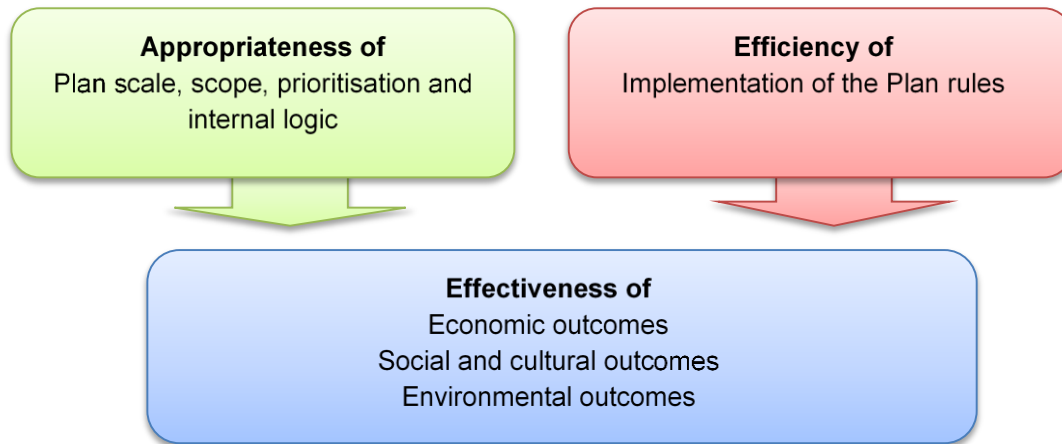 Appropriateness of
Plan scale, scope, prioritisation and
internal logic
Efficiency of
Implementation of the Plan rules
Effectiveness of
Economic outcomes
Social and cultural outcomes
Environmental outcomes